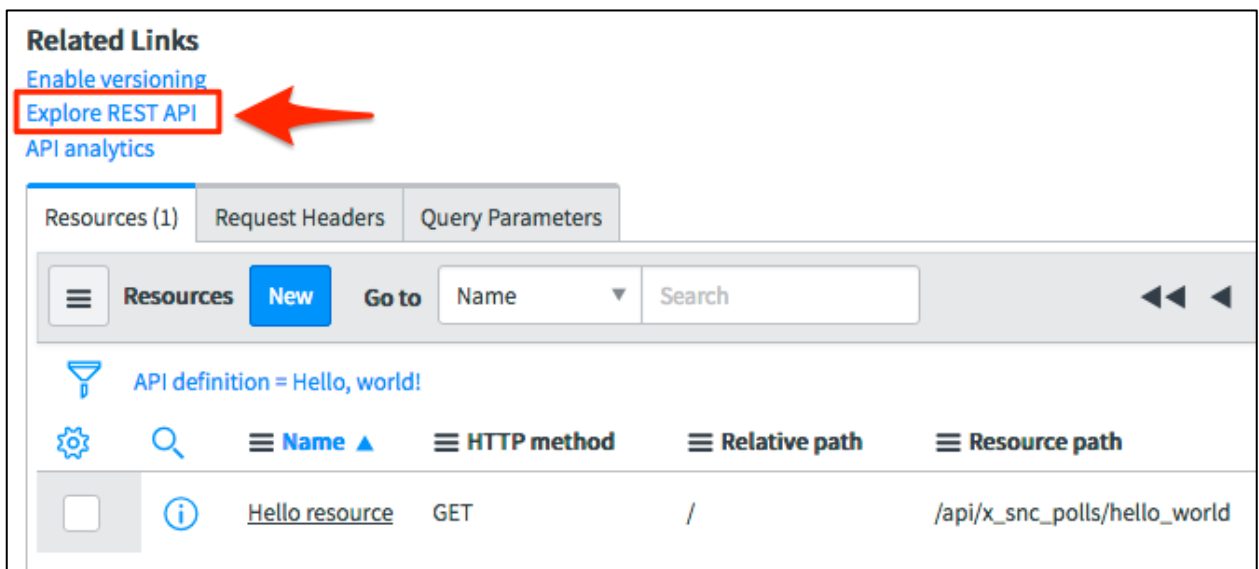 Related Links
Enable versioning
Explore REST API
API analytics
Resources (1) Request Headers Query Parameters
Resources New Go to Name Search
API definition = Hello, world!
Name HTTP method Relative path Resource path
Hello resource GET / /api/x_snc_polls/hello_world